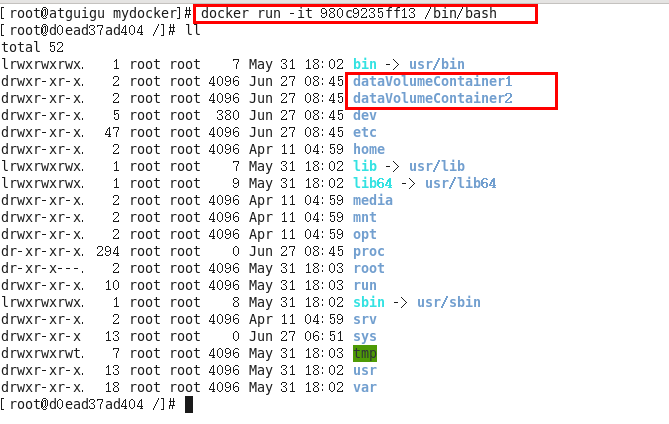 [root@atguigu mydocker]# docker run -it 980c9235ff13 /bin/bash
[root@d0ead37ad404 /]# ll
total 52
lrwxrwxrwx.   1 root root    7 May 31 18:02 bin -> usr/bin
drwxr-xr-x.   2 root root 4096 Jun 27 08:45 dataVolumeContainer1
drwxr-xr-x.   2 root root 4096 Jun 27 08:45 dataVolumeContainer2
drwxr-xr-x    5 root root  380 Jun 27 08:45 dev
drwxr-xr-x.  47 root root 4096 Jun 27 08:45 etc
drwxr-xr-x.   2 root root 4096 Apr 11 04:59 home
lrwxrwxrwx.   1 root root    7 May 31 18:02 lib -> usr/lib
lrwxrwxrwx.   1 root root    9 May 31 18:02 lib64 -> usr/lib64
drwxr-xr-x.   2 root root 4096 Apr 11 04:59 media
drwxr-xr-x.   2 root root 4096 Apr 11 04:59 mnt
drwxr-xr-x.   2 root root 4096 Apr 11 04:59 opt
dr-xr-xr-x. 294 root root    0 Jun 27 08:45 proc
dr-xr-x---.   2 root root 4096 May 31 18:03 root
drwxr-xr-x.  10 root root 4096 May 31 18:03 run
lrwxrwxrwx.   1 root root    8 May 31 18:02 sbin -> usr/sbin
drwxr-xr-x.   2 root root 4096 Apr 11 04:59 srv
dr-xr-xr-x   13 root root    0 Jun 27 06:51 sys
drwxrwxrwt.   7 root root 4096 May 31 18:03 tmp
drwxr-xr-x.  13 root root 4096 May 31 18:02 usr
drwxr-xr-x.  18 root root 4096 May 31 18:02 var
[root@d0ead37ad404 /]#